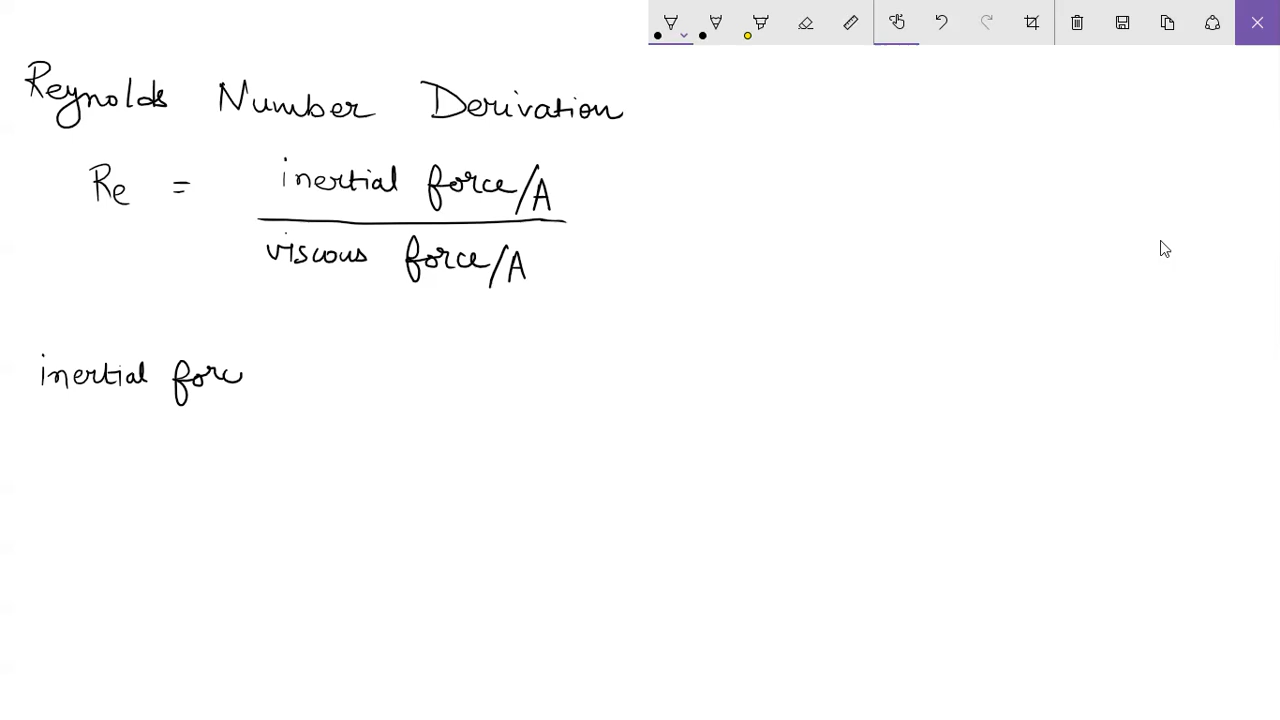 Reynolds Number Derivation
Re = inertial force/A
viscous force/A
inertial forc